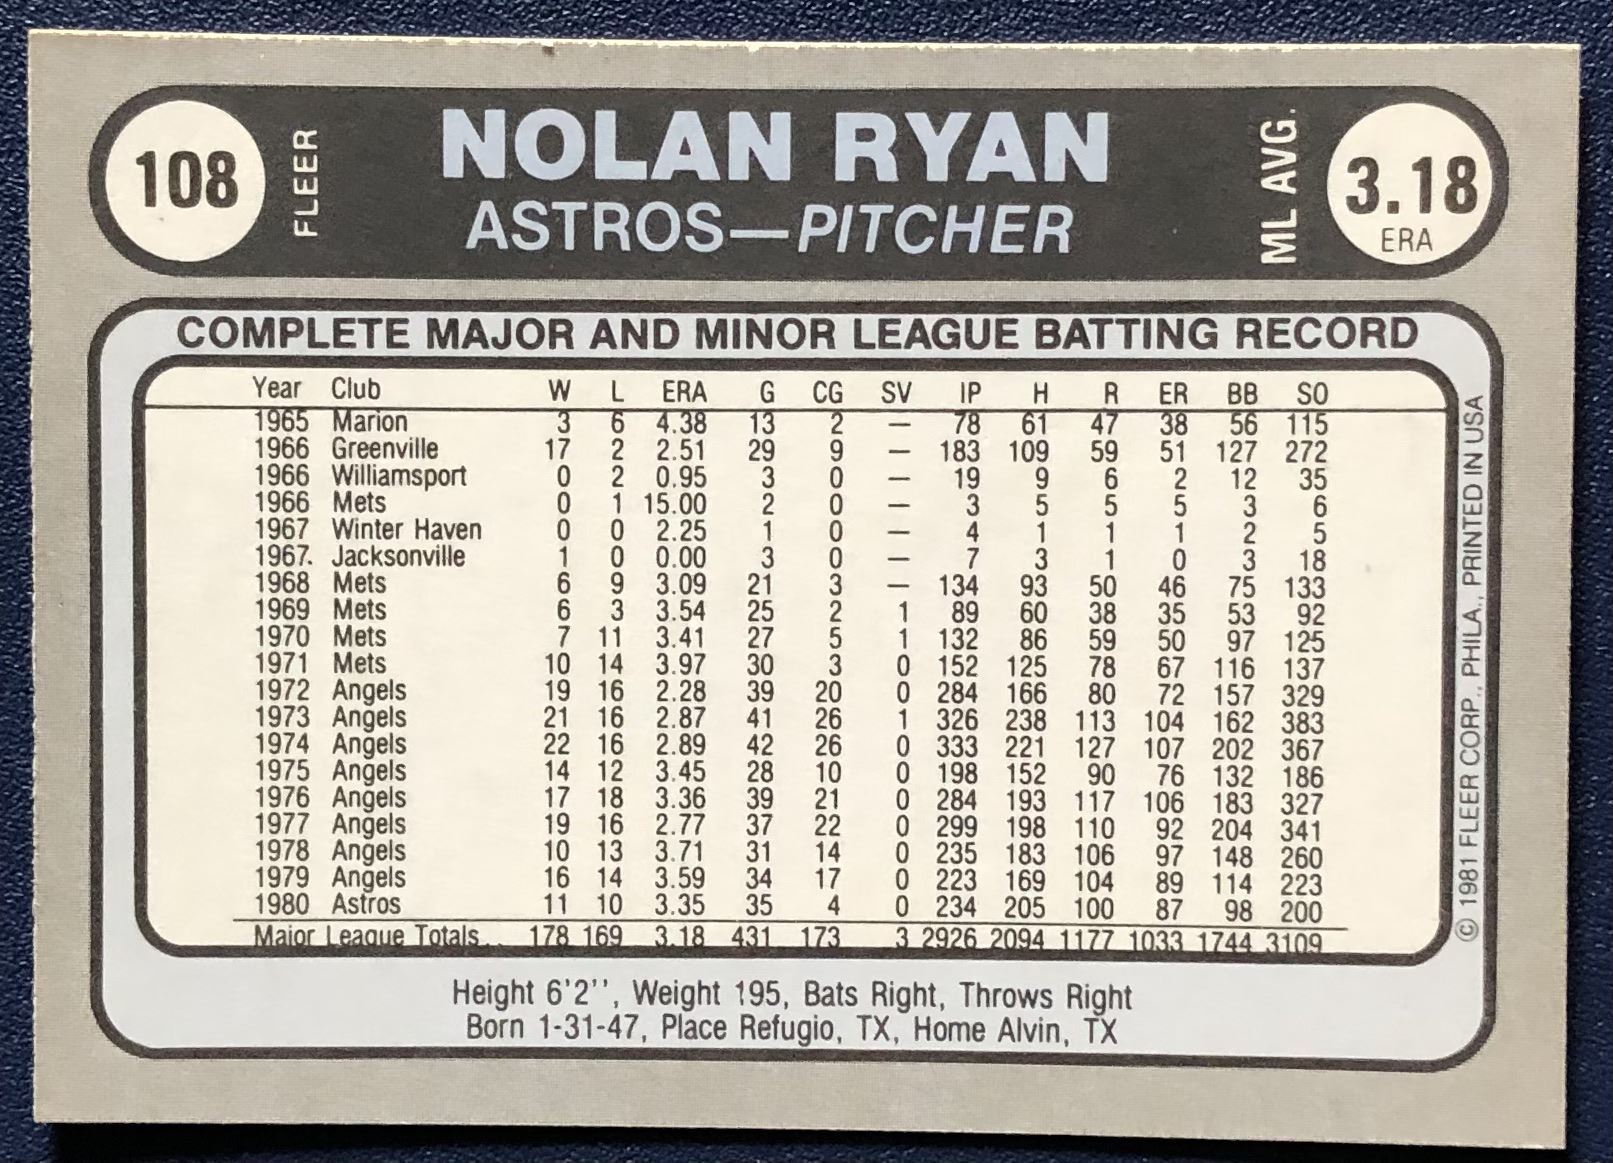 108 FLEER NOLAN RYAN ML AVG. 3.18
ASTROS—PITCHER ERA
COMPLETE MAJOR AND MINOR LEAGUE BATTING RECORD
Year Club W L ERA G CG SV IP H R ER BB SO
1965 Marion 3 6 4.38 13 2 — 78 61 47 38 56 115
1966 Greenville 17 2 2.51 29 9 — 183 109 59 51 127 272
1966 Williamsport 0 2 0.95 3 0 — 19 9 6 2 12 35
1966 Mets 0 1 15.00 2 0 — 3 5 5 5 3 6
1967 Winter Haven 0 0 2.25 1 0 — 4 1 1 1 2 5
1967. Jacksonville 1 0 0.00 3 0 — 7 3 1 0 3 18
1968 Mets 6 9 3.09 21 3 — 134 93 50 46 75 133
1969 Mets 6 3 3.54 25 2 1 89 60 38 35 53 92
1970 Mets 7 11 3.41 27 5 1 132 86 59 50 97 125
1971 Mets 10 14 3.97 30 3 0 152 125 78 67 116 137
1972 Angels 19 16 2.28 39 20 0 284 166 80 72 157 329
1973 Angels 21 16 2.87 41 26 1 326 238 113 104 162 383
1974 Angels 22 16 2.89 42 26 0 333 221 127 107 202 367
1975 Angels 14 12 3.45 28 10 0 198 152 90 76 132 186
1976 Angels 17 18 3.36 39 21 0 284 193 117 106 183 327
1977 Angels 19 16 2.77 37 22 0 299 198 110 92 204 341
1978 Angels 10 13 3.71 31 14 0 235 183 106 97 148 260
1979 Angels 16 14 3.59 34 17 0 223 169 104 89 114 223
1980 Astros 11 10 3.35 35 4 0 234 205 100 87 98 200
Major League Totals 178 169 3.18 431 173 3 2926 2094 1177 1033 1744 3109
Height 6'2'', Weight 195, Bats Right, Throws Right
Born 1-31-47, Place Refugio, TX, Home Alvin, TX
© 1981 FLEER CORP., PHILA., PRINTED IN USA